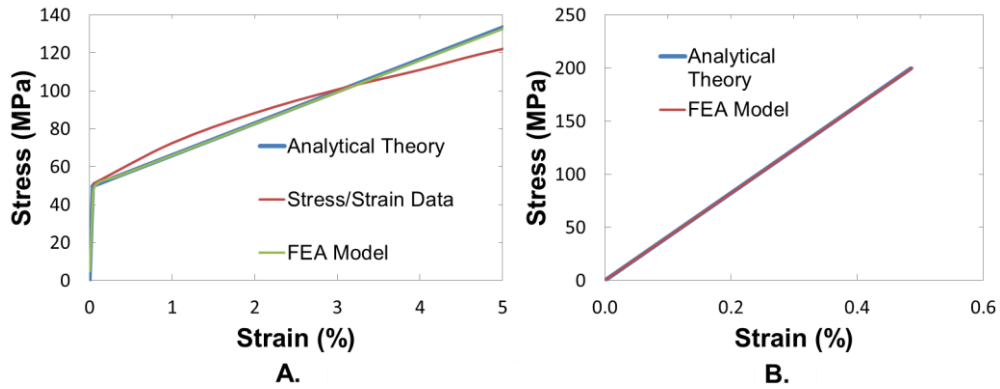 140
120
100
80
60
40
20
0
Stress (MPa)
Analytical Theory
Stress/Strain Data
FEA Model
0 1 2 3 4 5
Strain (%)
A.
250
200
150
100
50
0
Stress (MPa)
Analytical
Theory
FEA Model
0.0 0.2 0.4 0.6
Strain (%)
B.